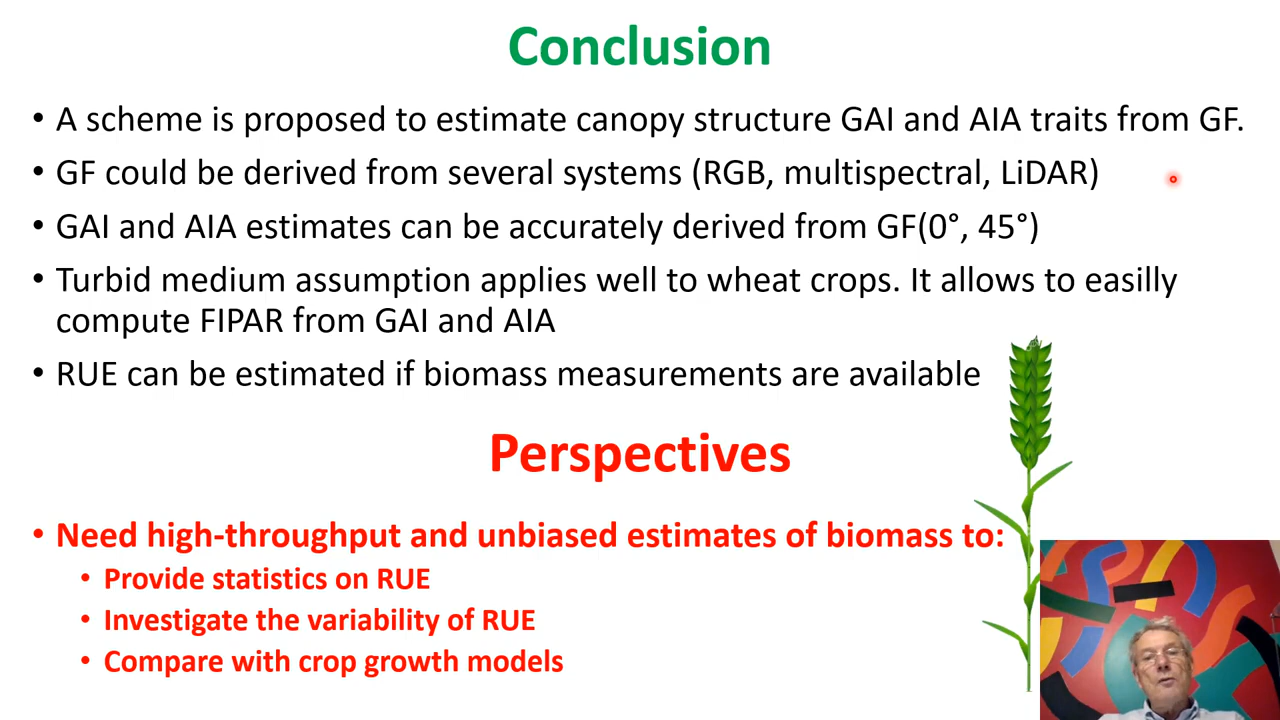 Conclusion
• A scheme is proposed to estimate canopy structure GAI and AIA traits from GF.
• GF could be derived from several systems (RGB, multispectral, LiDAR)
• GAI and AIA estimates can be accurately derived from GF(0°, 45°)
• Turbid medium assumption applies well to wheat crops. It allows to easilly
compute FIPAR from GAI and AIA
• RUE can be estimated if biomass measurements are available
Perspectives
• Need high-throughput and unbiased estimates of biomass to:
• Provide statistics on RUE
• Investigate the variability of RUE
• Compare with crop growth models